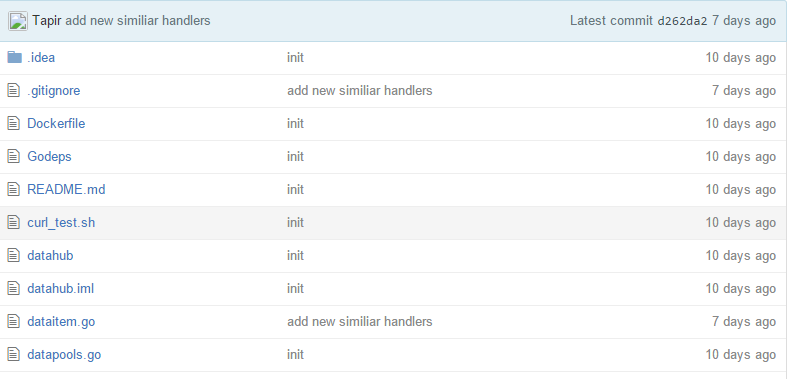 Tapir add new similiar handlers Latest commit d262da2 7 days ago
.idea init 10 days ago
.gitignore add new similiar handlers 7 days ago
Dockerfile init 10 days ago
Godeps init 10 days ago
README.md init 10 days ago
curl_test.sh init 10 days ago
datahub init 10 days ago
datahub.iml init 10 days ago
dataitem.go add new similiar handlers 7 days ago
datapools.go init 10 days ago